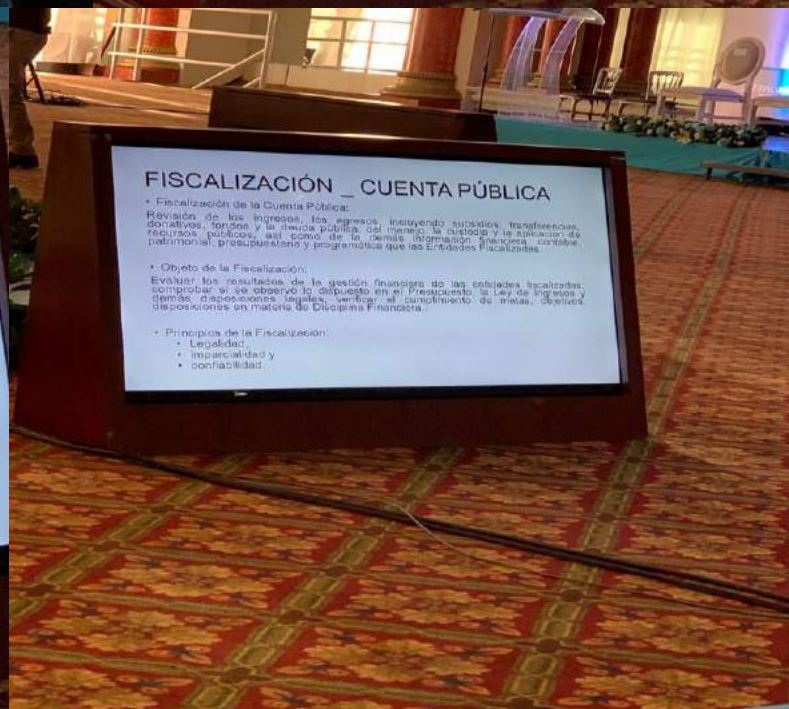 FISCALIZACIÓN _ CUENTA PÚBLICA
• Fiscalización de la Cuenta Pública:
Revisión de los ingresos, los egresos, incluyendo subsidios, transferencias,
donativos, fondos y la deuda pública; del manejo, la custodia y la aplicación de
recursos públicos, así como de la demás información financiera, contable,
patrimonial, presupuestaria y programática que las Entidades Fiscalizadas
• Objeto de la Fiscalización:
Evaluar los resultados de la gestión financiera de las entidades fiscalizadas;
comprobar si se observó lo dispuesto en el Presupuesto, la Ley de Ingresos y
demás disposiciones legales, verificar el cumplimiento de metas, objetivos,
disposiciones en materia de Disciplina Financiera.
• Principios de la Fiscalización:
• Legalidad,
• imparcialidad y
• confiabilidad.